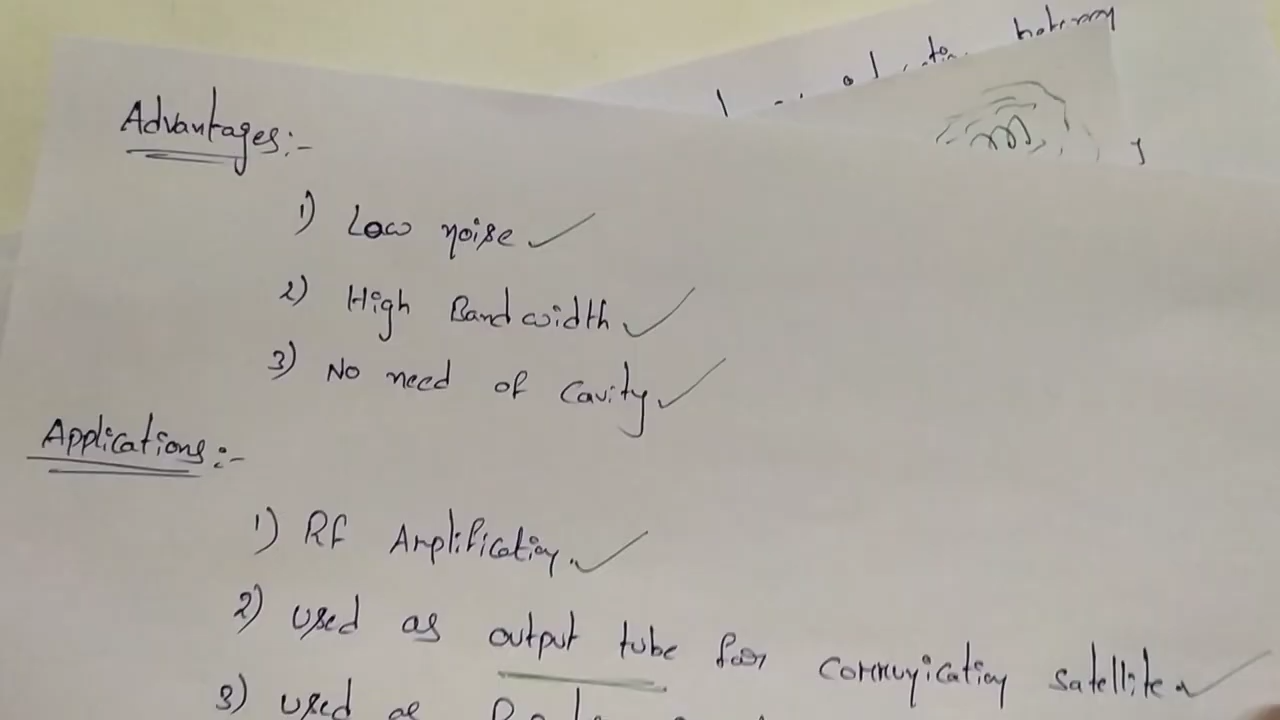 Advantages:-
1) Low noise
2) High Bandwidth
3) No need of Cavity
Applications:-
1) RF Amplification.
2) used as output tube for communication satellite
3) used as